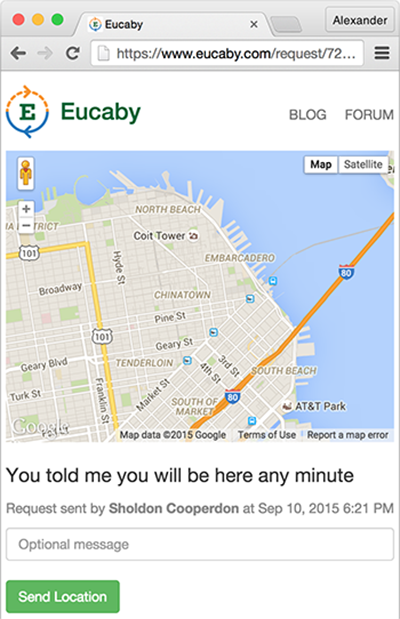 Eucaby
Alexander
https://www.eucaby.com/request/72...
E
Eucaby
BLOG FORUM
Map Satellite
+
−
NORTH BEACH
Coit Tower
101
Hyde St
EMBARCADERO
80
Broadway
CHINATOWN
Pine St
101
Geary St
Geary Blvd
TENDERLOIN
3rd St
4th St
SOUTH BEACH
Turk St
Franklin St
Market St
SOUTH OF
MARKET
80
AT&T Park
Google
Map data ©2015 Google Terms of Use Report a map error
You told me you will be here any minute
Request sent by Sholdon Cooperdon at Sep 10, 2015 6:21 PM
Optional message
Send Location